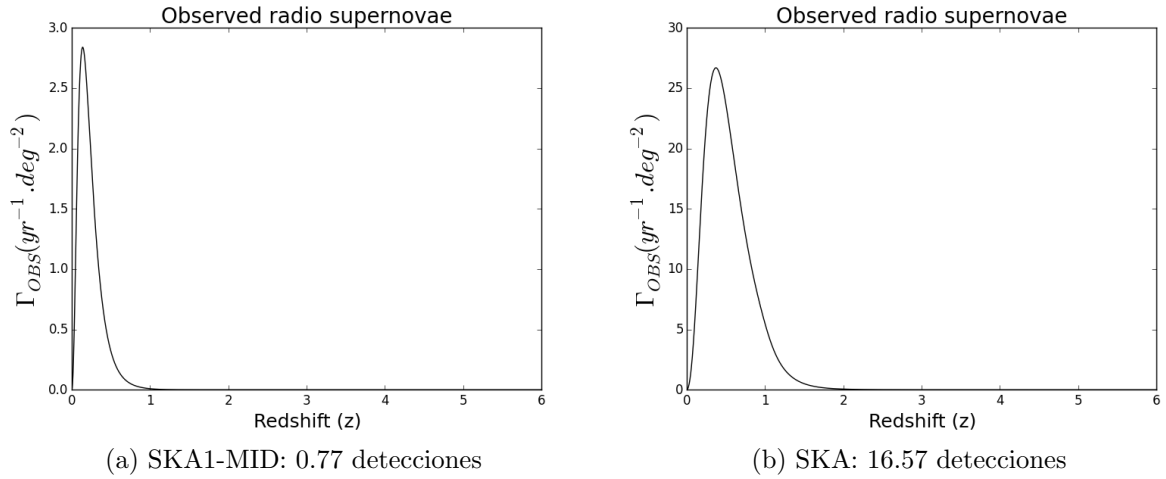 Observed radio supernovae
3.0
2.5
2.0
1.5
1.0
0.5
0.0
Γ_OBS(yr⁻¹.deg⁻²)
0 1 2 3 4 5 6
Redshift (z)
(a) SKA1-MID: 0.77 detecciones
Observed radio supernovae
30
25
20
15
10
5
0
Γ_OBS(yr⁻¹.deg⁻²)
0 1 2 3 4 5 6
Redshift (z)
(b) SKA: 16.57 detecciones